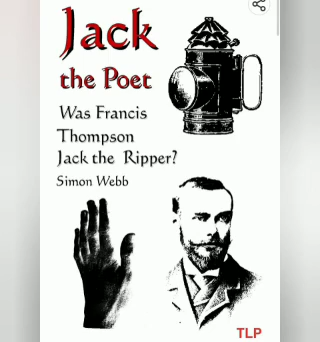 Jack
the Poet
Was Francis
Thompson
Jack the Ripper?
Simon Webb
TLP